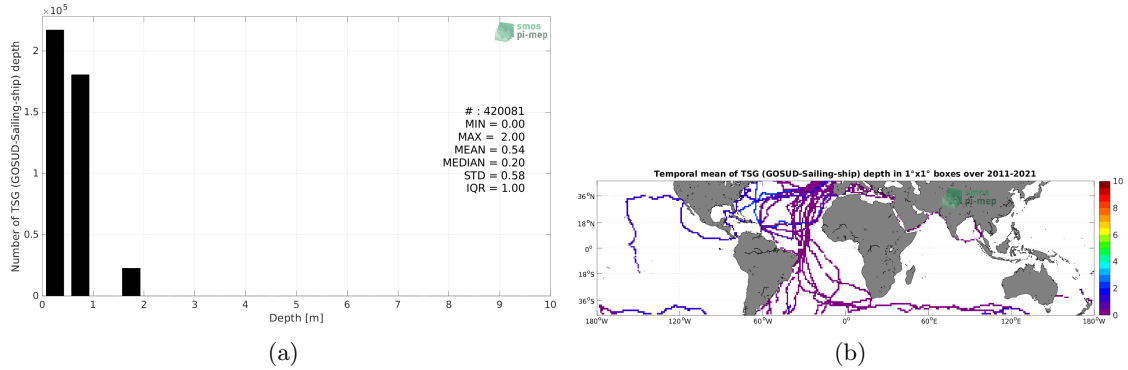 ×10⁵
smos
pi-mep
2
1.5
1
0.5
0
Number of TSG (GOSUD-Sailing-ship) depth
# : 420081
MIN = 0.00
MAX = 2.00
MEAN = 0.54
MEDIAN = 0.20
STD = 0.58
IQR = 1.00
0 1 2 3 4 5 6 7 8 9 10
Depth [m]
(a)
Temporal mean of TSG (GOSUD-Sailing-ship) depth in 1°x1° boxes over 2011-2021
smos
pi-mep
36°N
18°N
0°
18°S
36°S
180°W 120°W 60°W 0° 60°E 120°E 180°W
10
8
6
4
2
0
(b)